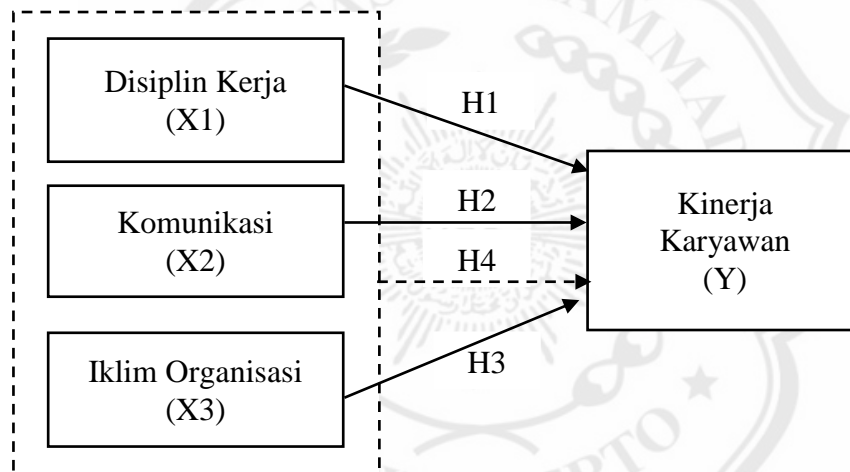 Disiplin Kerja
(X1)
H1
Komunikasi
(X2)
H2
H4
Kinerja
Karyawan
(Y)
Iklim Organisasi
(X3)
H3